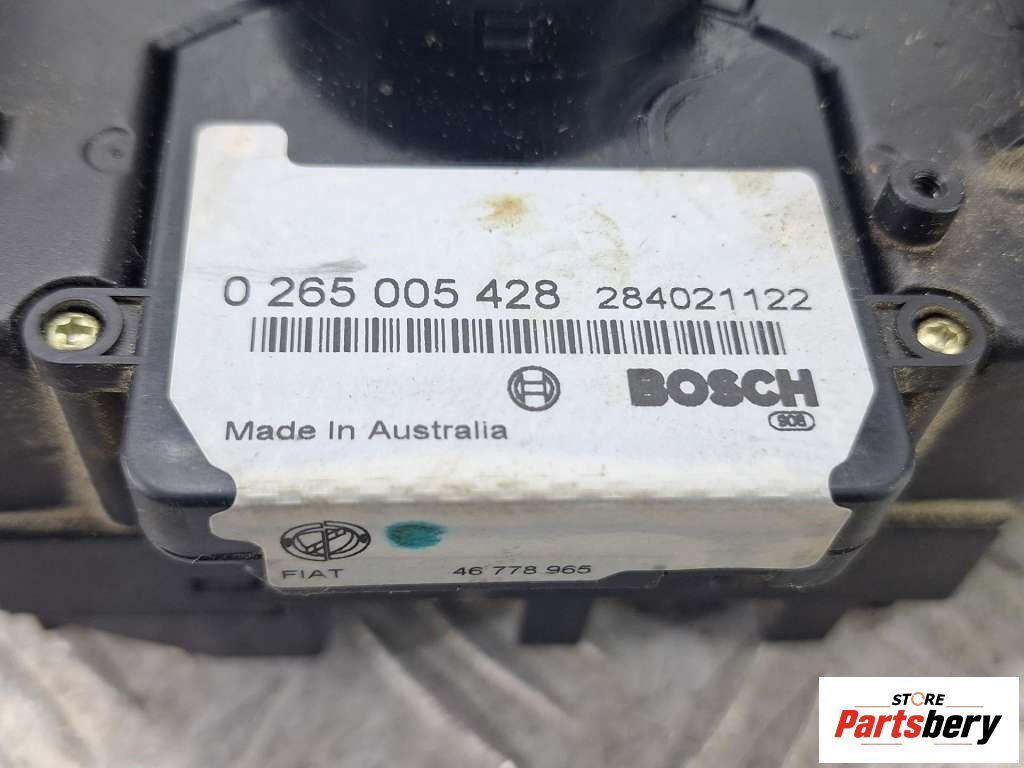 0 265 005 428 284021122
BOSCH
Made In Australia
FIAT 46 778 965
STORE
Partsbery